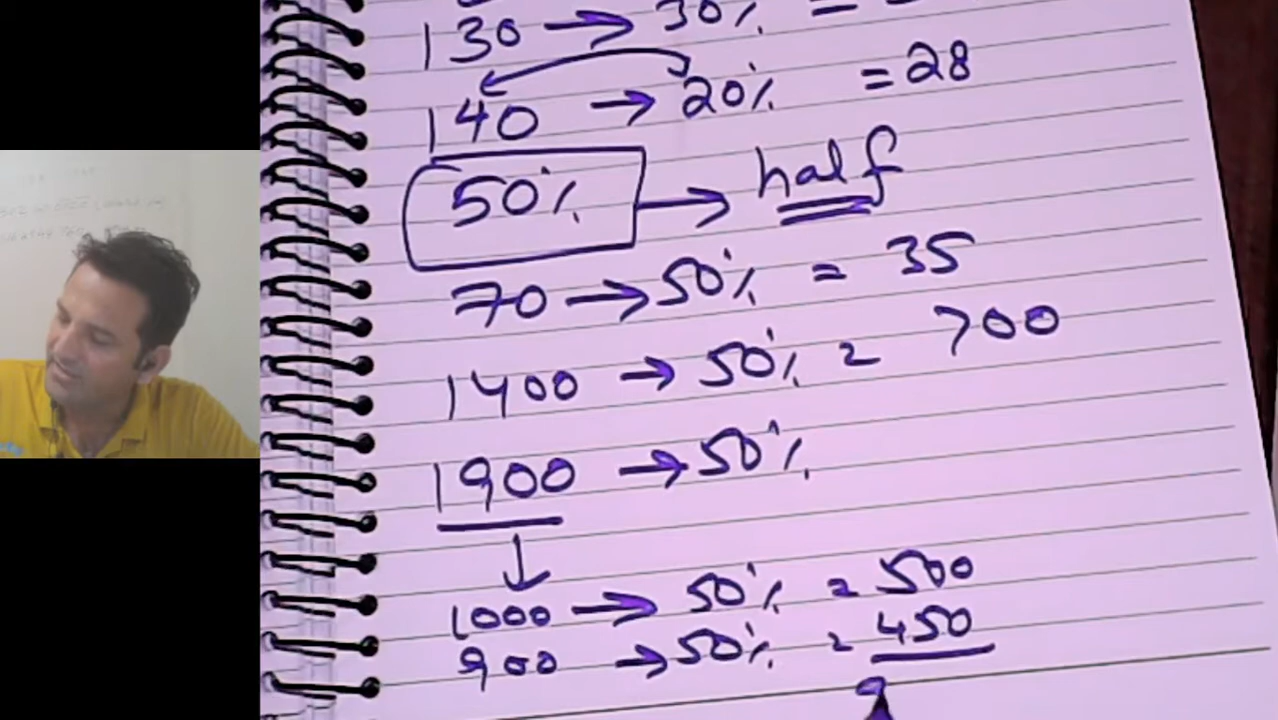 130 → 30% =
140 → 20% = 28
50% → half
70 → 50% = 35
1400 → 50% = 700
1900 → 50%
1000 → 50% = 500
900 → 50% = 450
9